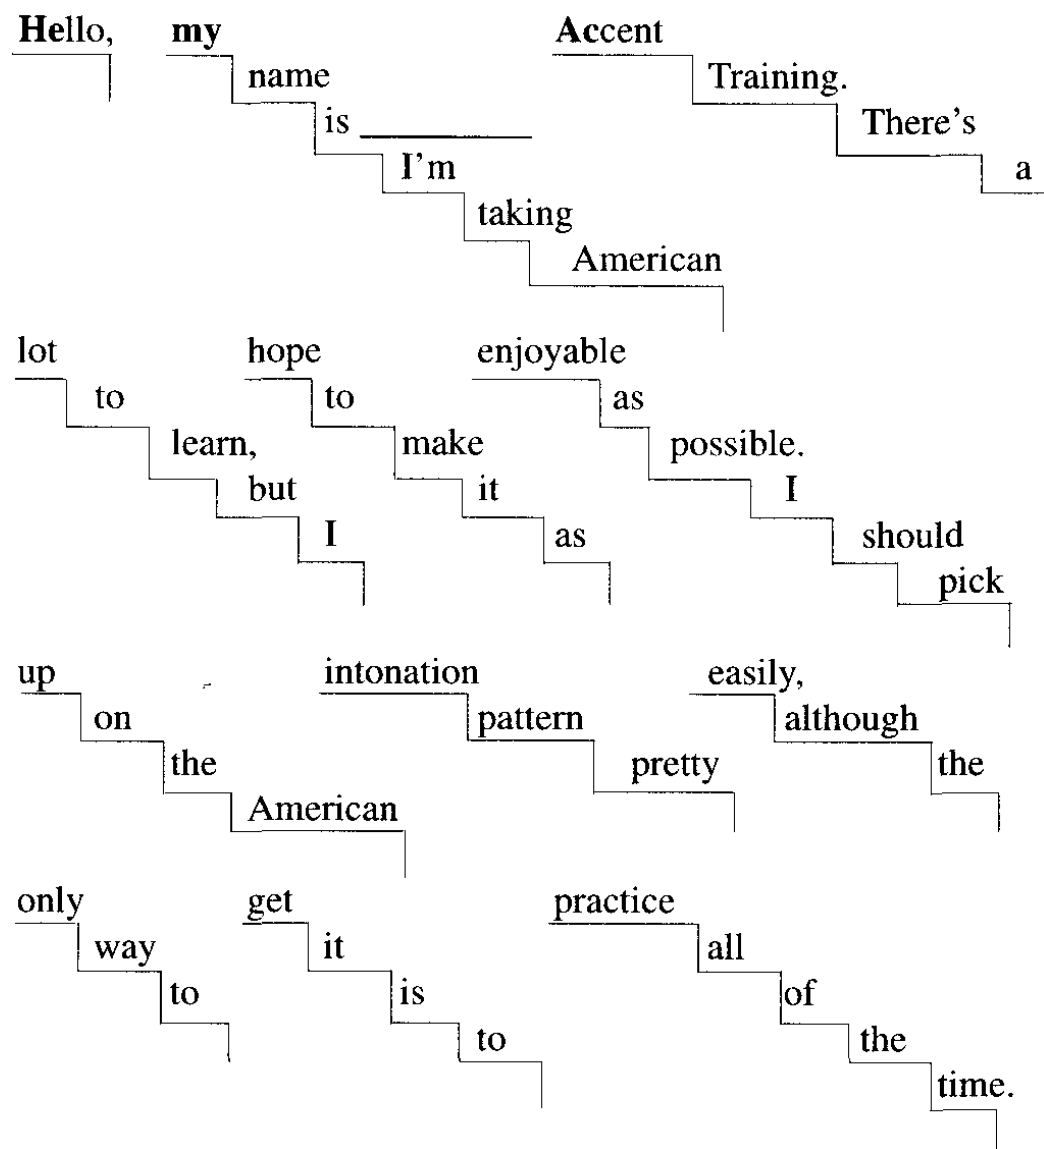 Hello,
my
name
is ________
I'm
taking
American
Accent
Training.
There's
a
lot
to
learn,
but
I
hope
to
make
it
as
enjoyable
as
possible.
I
should
pick
up
on
the
American
intonation
pattern
pretty
easily,
although
the
only
way
to
get
it
is
to
practice
all
of
the
time.